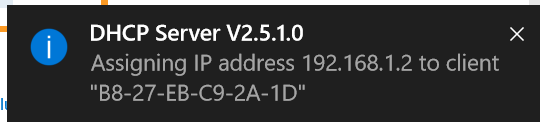 DHCP Server V2.5.1.0
Assigning IP address 192.168.1.2 to client
"B8-27-EB-C9-2A-1D"